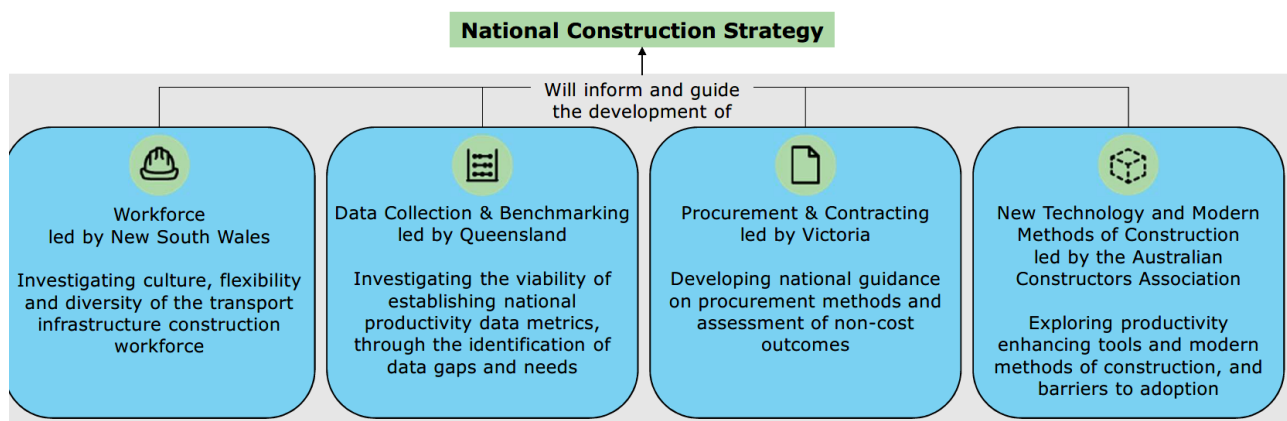 National Construction Strategy
Will inform and guide
the development of
Workforce
led by New South Wales
Investigating culture, flexibility
and diversity of the transport
infrastructure construction
workforce
Data Collection & Benchmarking
led by Queensland
Investigating the viability of
establishing national
productivity data metrics,
through the identification of
data gaps and needs
Procurement & Contracting
led by Victoria
Developing national guidance
on procurement methods and
assessment of non-cost
outcomes
New Technology and Modern
Methods of Construction
led by the Australian
Constructors Association
Exploring productivity
enhancing tools and modern
methods of construction, and
barriers to adoption